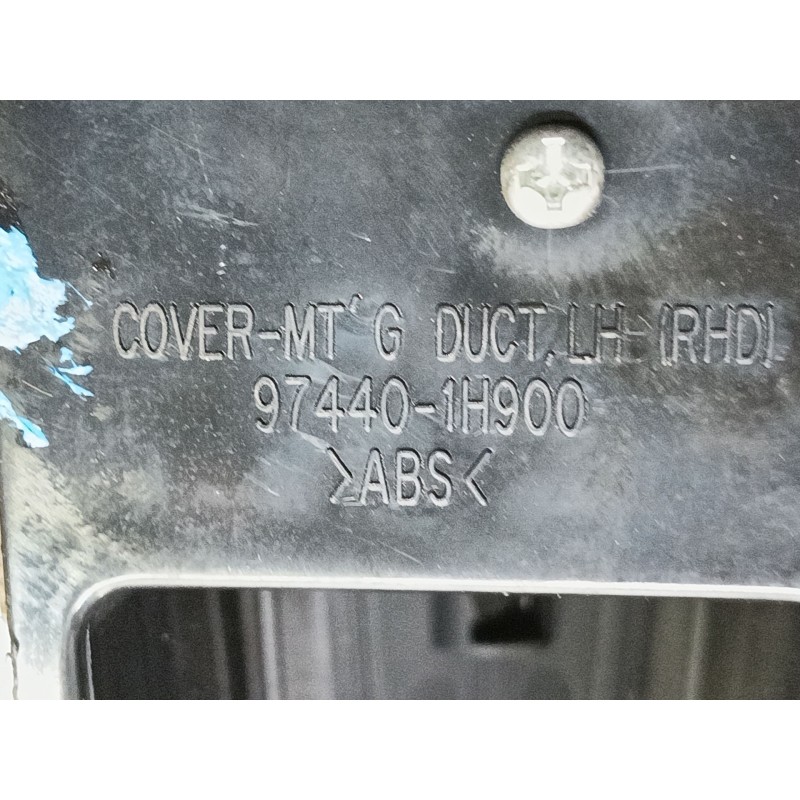 COVER-MT'G DUCT.LH (RHD)
97440-1H900
>ABS<